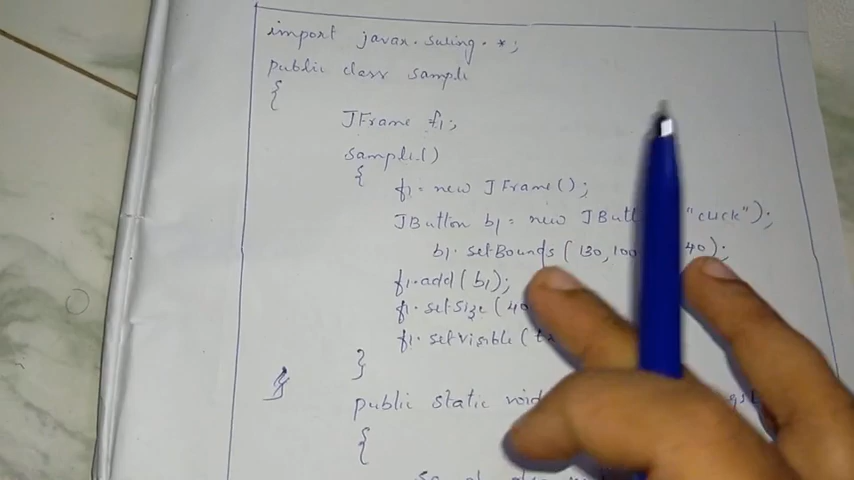 import javax.swing.*;
public class sample
{
JFrame f1;
sample()
{
f1 = new JFrame();
JButton b1 = new JButt "click");
b1.setBounds(130,100 40);
f1.add(b1);
f1.setSize(40
f1.setVisible(t
}
public static void
{